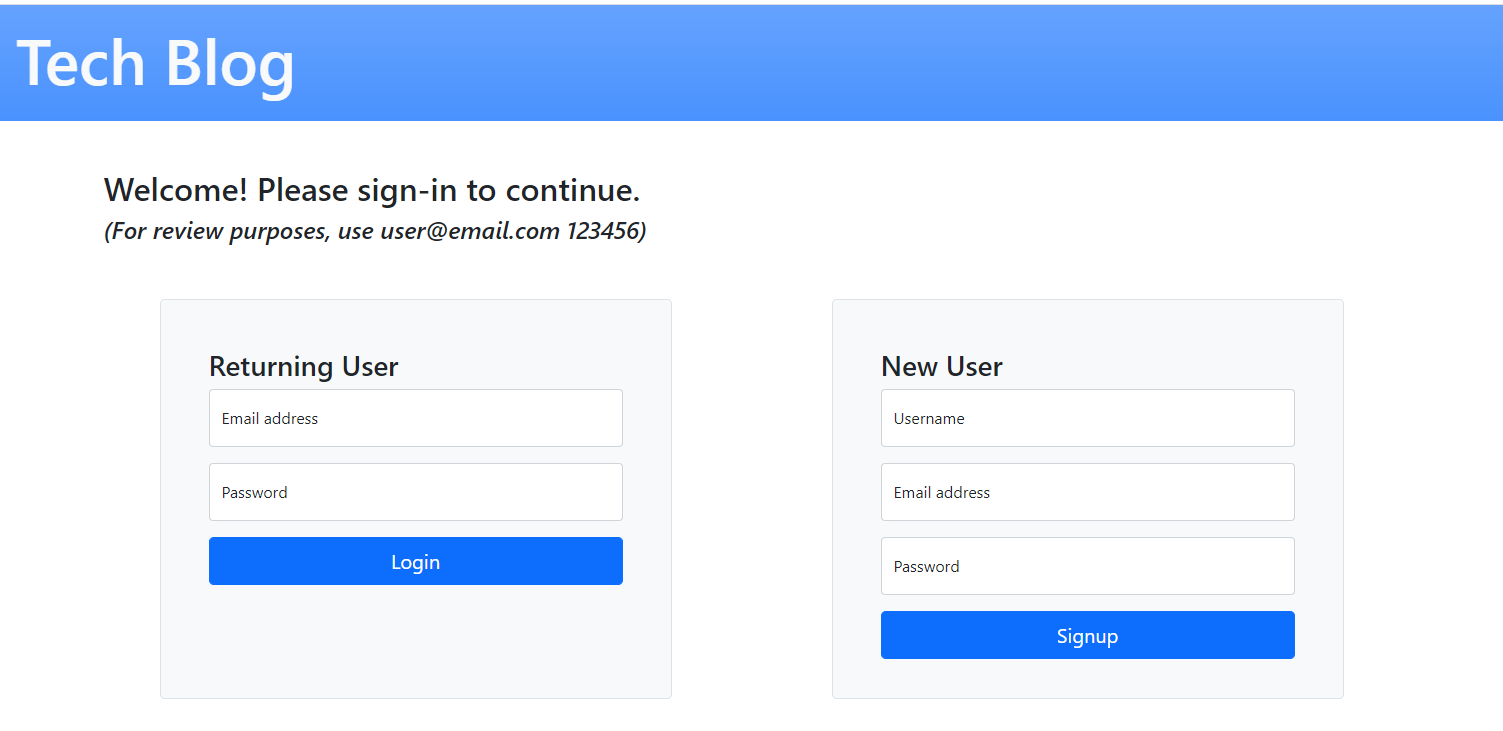 Tech Blog
Welcome! Please sign-in to continue.
(For review purposes, use user@email.com 123456)
Returning User
Email address
Password
Login
New User
Username
Email address
Password
Signup